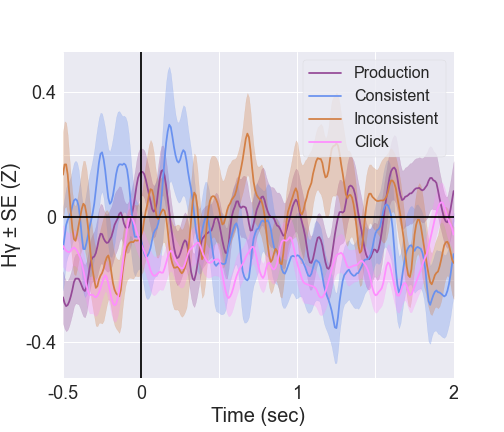 Production
Consistent
Inconsistent
Click
0.4
0
-0.4
Hγ ± SE (Z)
-0.5
0
1
2
Time (sec)